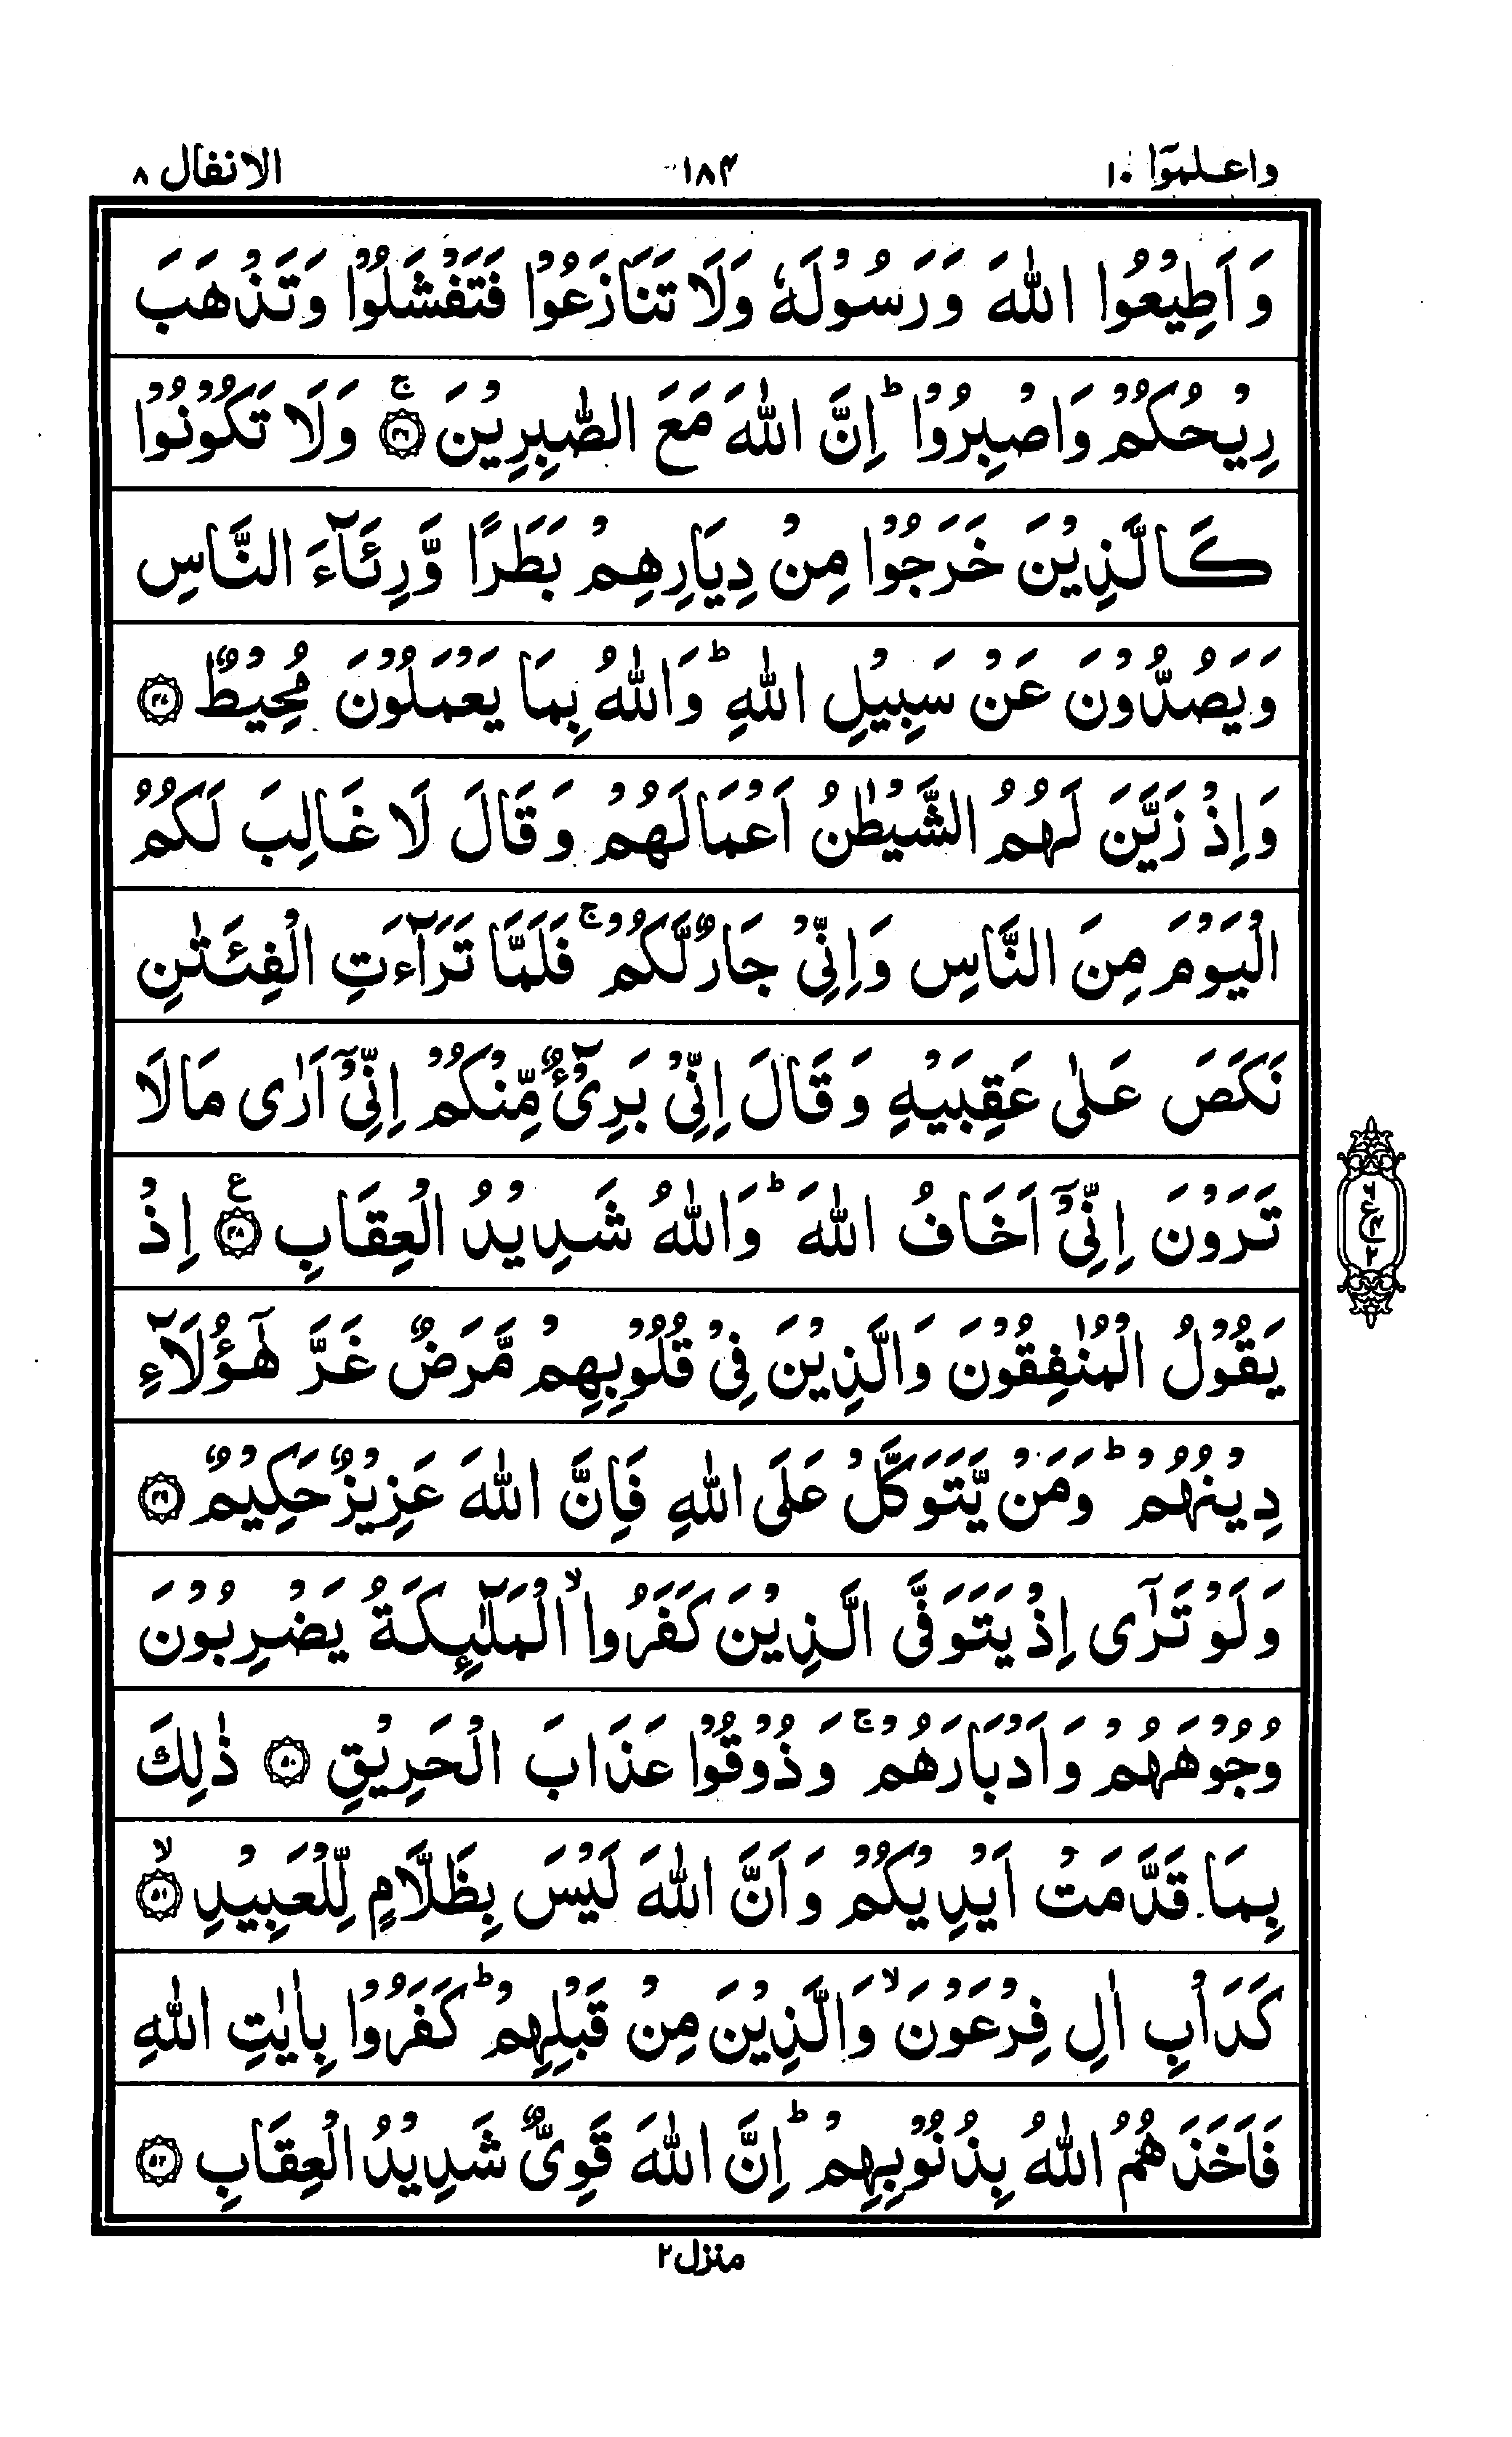 واعلموٓا ١٠
١٨٤
الانفال ٨
وَاَطِيْعُوا اللّٰهَ وَرَسُوْلَهٗ وَلَا تَنَازَعُوْا فَتَفْشَلُوْا وَتَذْهَبَ
رِيْحُكُمْ وَاصْبِرُوْا ؕ اِنَّ اللّٰهَ مَعَ الصّٰبِرِيْنَ ۚ ﴿۴۶﴾ وَلَا تَكُوْنُوْا
كَالَّذِيْنَ خَرَجُوْا مِنْ دِيَارِهِمْ بَطَرًا وَّرِئَآءَ النَّاسِ
وَيَصُدُّوْنَ عَنْ سَبِيْلِ اللّٰهِ ؕ وَاللّٰهُ بِمَا يَعْمَلُوْنَ مُحِيْطٌ ﴿۴۷﴾
وَاِذْ زَيَّنَ لَهُمُ الشَّيْطٰنُ اَعْمَالَهُمْ وَقَالَ لَا غَالِبَ لَكُمُ
الْيَوْمَ مِنَ النَّاسِ وَاِنِّيْ جَارٌ لَّكُمْ ۚ فَلَمَّا تَرَآءَتِ الْفِئَتٰنِ
نَكَصَ عَلٰى عَقِبَيْهِ وَقَالَ اِنِّيْ بَرِيْٓءٌ مِّنْكُمْ اِنِّيْٓ اَرٰى مَا لَا
تَرَوْنَ اِنِّيْٓ اَخَافُ اللّٰهَ ؕ وَاللّٰهُ شَدِيْدُ الْعِقَابِ ﴿۴۸﴾ ع اِذْ
يَقُوْلُ الْمُنٰفِقُوْنَ وَالَّذِيْنَ فِيْ قُلُوْبِهِمْ مَّرَضٌ غَرَّ هٰٓؤُلَآءِ
دِيْنُهُمْ ؕ وَمَنْ يَّتَوَكَّلْ عَلَى اللّٰهِ فَاِنَّ اللّٰهَ عَزِيْزٌ حَكِيْمٌ ﴿۴۹﴾
وَلَوْ تَرٰٓى اِذْ يَتَوَفَّى الَّذِيْنَ كَفَرُوا ۙ الْمَلٰٓئِكَةُ يَضْرِبُوْنَ
وُجُوْهَهُمْ وَاَدْبَارَهُمْ ۚ وَذُوْقُوْا عَذَابَ الْحَرِيْقِ ﴿۵۰﴾ ذٰلِكَ
بِمَا قَدَّمَتْ اَيْدِيْكُمْ وَاَنَّ اللّٰهَ لَيْسَ بِظَلَّامٍ لِّلْعَبِيْدِ ۙ ﴿۵۱﴾
كَدَاْبِ اٰلِ فِرْعَوْنَ ۙ وَالَّذِيْنَ مِنْ قَبْلِهِمْ ؕ كَفَرُوْا بِاٰيٰتِ اللّٰهِ
فَاَخَذَهُمُ اللّٰهُ بِذُنُوْبِهِمْ ؕ اِنَّ اللّٰهَ قَوِيٌّ شَدِيْدُ الْعِقَابِ ﴿۵۲﴾
منزل ٢